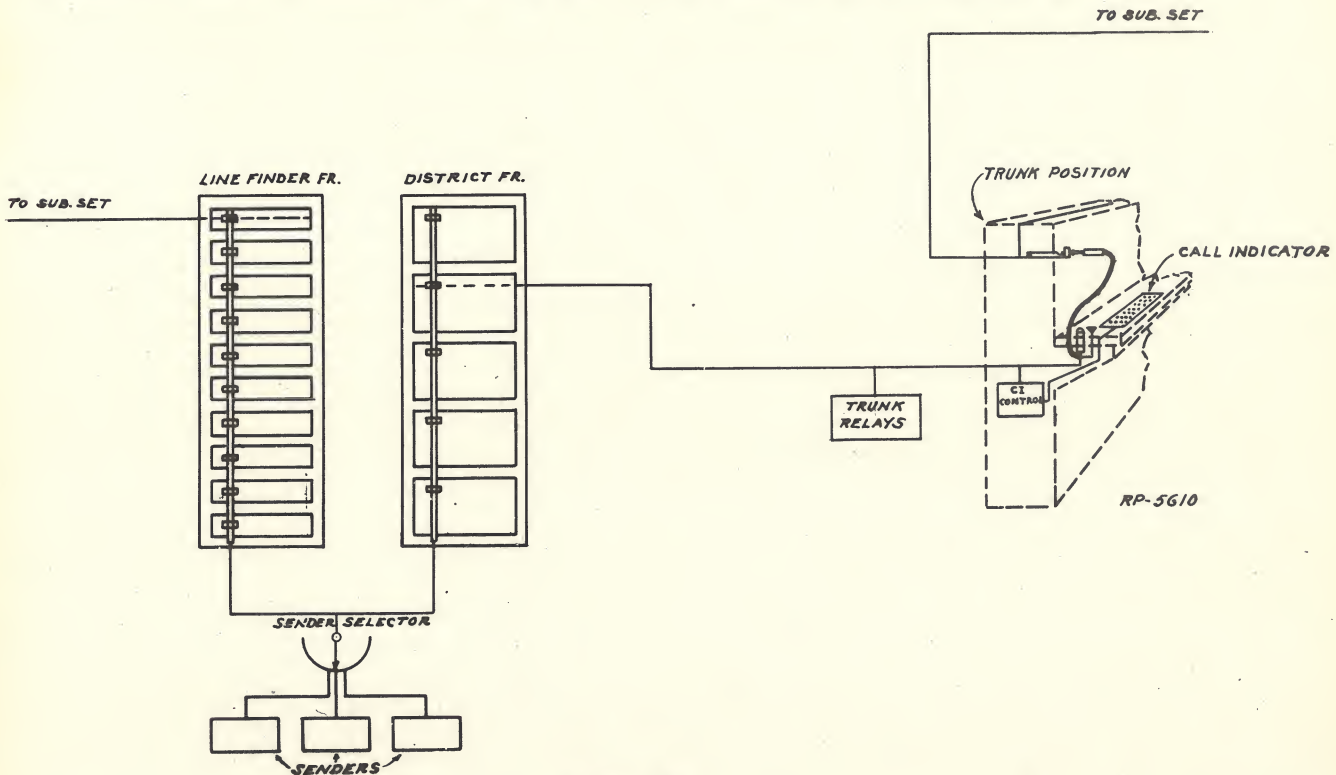 TO SUB. SET
LINE FINDER FR.
DISTRICT FR.
TRUNK POSITION
TO SUB. SET
CALL INDICATOR
CI
CONTROL
TRUNK
RELAYS
RP-5610
SENDER SELECTOR
SENDERS